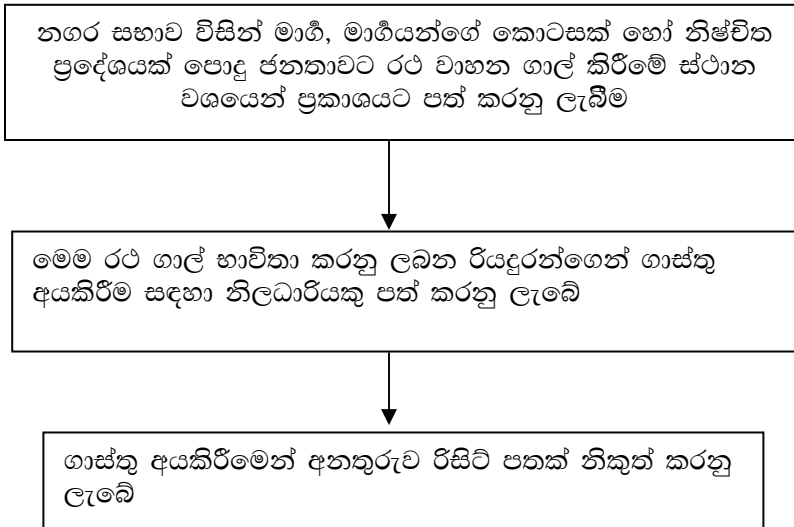 නගර සභාව විසින් මාර්ග, මාර්ගයන්ගේ කොටසක් හෝ නිෂ්චිත
ප්‍රදේශයක් පොදු ජනතාවට රථ වාහන ගාල් කිරීමේ ස්ථාන
වශයෙන් ප්‍රකාශයට පත් කරනු ලැබීම
මෙම රථ ගාල් භාවිතා කරනු ලබන රියදුරන්ගෙන් ගාස්තු
අයකිරීම සඳහා නිලධාරියකු පත් කරනු ලැබේ
ගාස්තු අයකිරීමෙන් අනතුරුව රිසිට් පතක් නිකුත් කරනු
ලැබේ